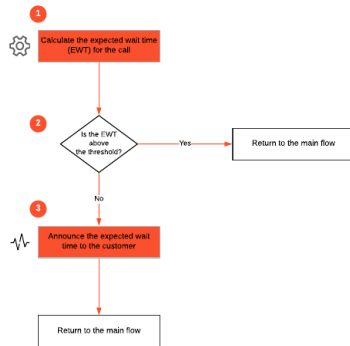 1
Calculate the expected wait time
(EWT) for the call
2
Is the EWT
above
the threshold?
Yes
Return to the main flow
No
3
Announce the expected wait
time to the customer
Return to the main flow